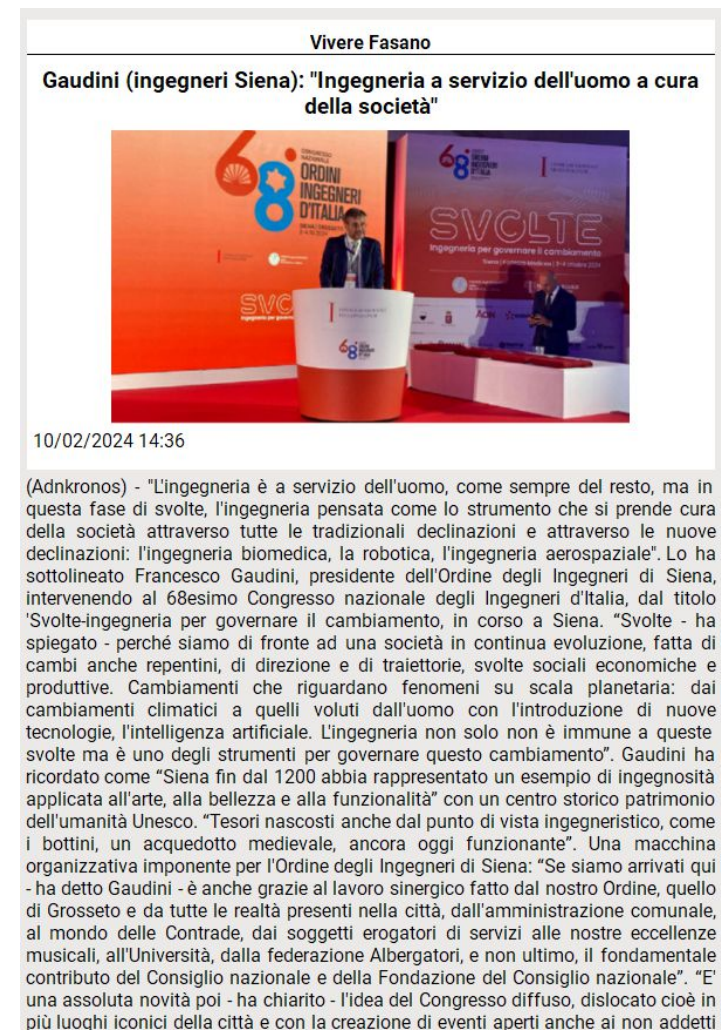 Vivere Fasano
Gaudini (ingegneri Siena): "Ingegneria a servizio dell'uomo a cura
della società"
68°
CONGRESSO
NAZIONALE
ORDINI
INGEGNERI
D'ITALIA
SVOLTE
Ingegneria per governare il cambiamento
10/02/2024 14:36
(Adnkronos) - "L'ingegneria è a servizio dell'uomo, come sempre del resto, ma in
questa fase di svolte, l'ingegneria pensata come lo strumento che si prende cura
della società attraverso tutte le tradizionali declinazioni e attraverso le nuove
declinazioni: l'ingegneria biomedica, la robotica, l'ingegneria aerospaziale". Lo ha
sottolineato Francesco Gaudini, presidente dell'Ordine degli Ingegneri di Siena,
intervenendo al 68esimo Congresso nazionale degli Ingegneri d'Italia, dal titolo
'Svolte-ingegneria per governare il cambiamento, in corso a Siena. “Svolte - ha
spiegato - perché siamo di fronte ad una società in continua evoluzione, fatta di
cambi anche repentini, di direzione e di traiettorie, svolte sociali economiche e
produttive. Cambiamenti che riguardano fenomeni su scala planetaria: dai
cambiamenti climatici a quelli voluti dall'uomo con l'introduzione di nuove
tecnologie, l'intelligenza artificiale. L'ingegneria non solo non è immune a queste
svolte ma è uno degli strumenti per governare questo cambiamento”. Gaudini ha
ricordato come “Siena fin dal 1200 abbia rappresentato un esempio di ingegnosità
applicata all'arte, alla bellezza e alla funzionalità” con un centro storico patrimonio
dell'umanità Unesco. “Tesori nascosti anche dal punto di vista ingegneristico, come
i bottini, un acquedotto medievale, ancora oggi funzionante”. Una macchina
organizzativa imponente per l'Ordine degli Ingegneri di Siena: “Se siamo arrivati qui
- ha detto Gaudini - è anche grazie al lavoro sinergico fatto dal nostro Ordine, quello
di Grosseto e da tutte le realtà presenti nella città, dall'amministrazione comunale,
al mondo delle Contrade, dai soggetti erogatori di servizi alle nostre eccellenze
musicali, all'Università, dalla federazione Albergatori, e non ultimo, il fondamentale
contributo del Consiglio nazionale e della Fondazione del Consiglio nazionale”. “E'
una assoluta novità poi - ha chiarito - l'idea del Congresso diffuso, dislocato cioè in
più luoghi iconici della città e con la creazione di eventi aperti anche ai non addetti